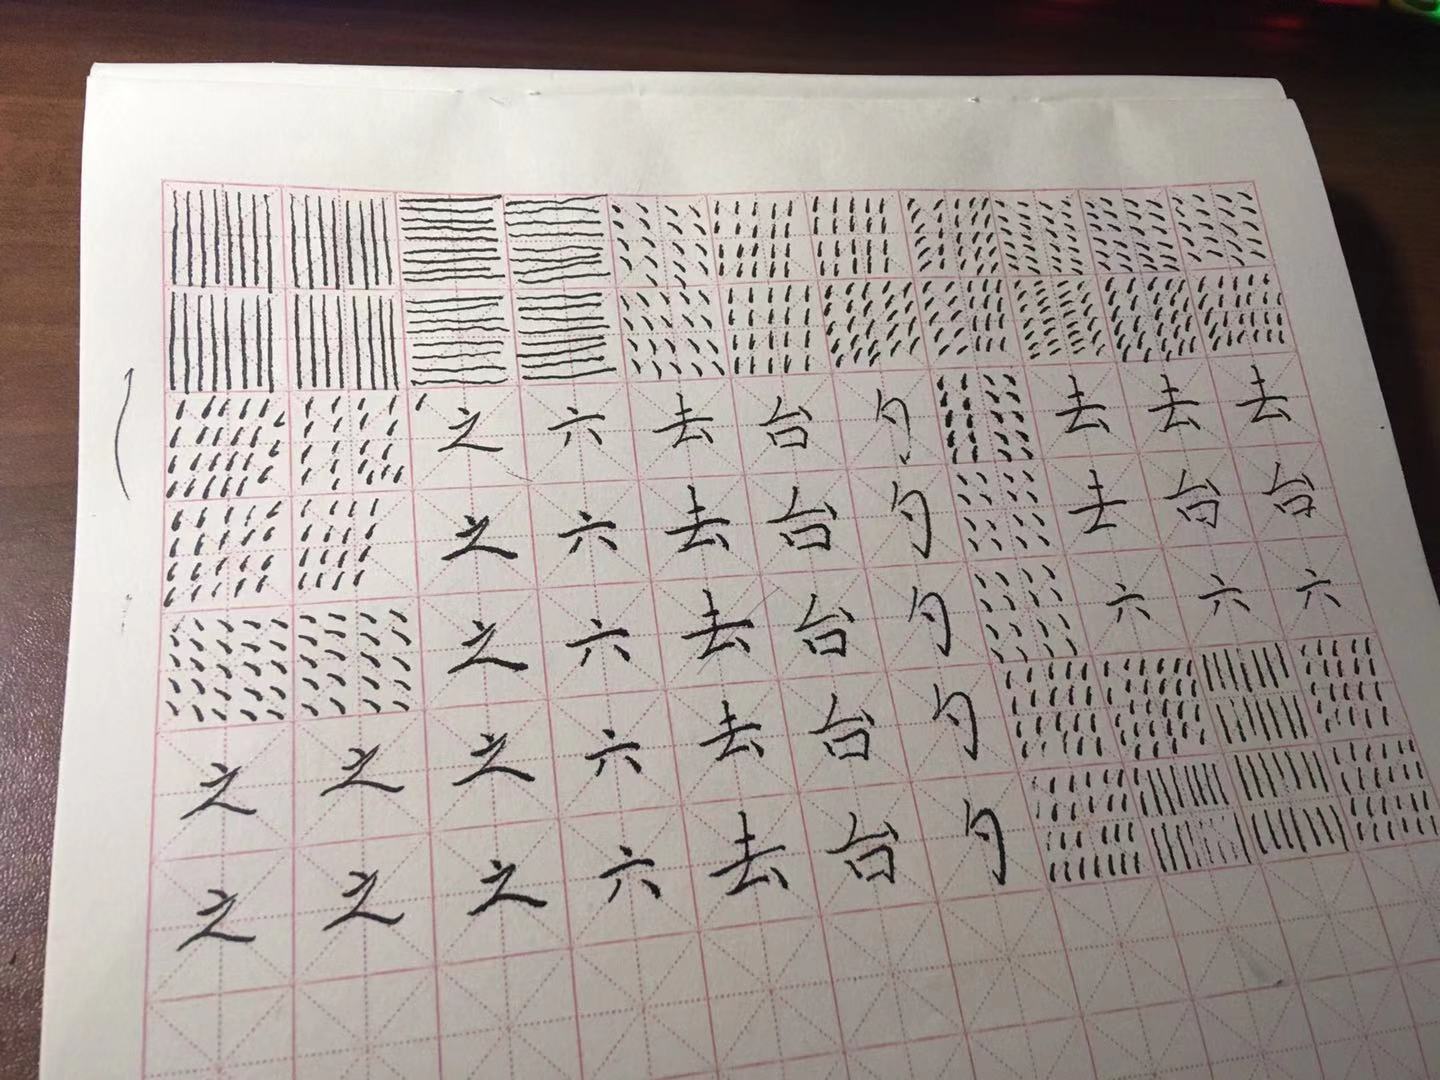 之 六 去 台 勺 去 去 去
之 六 去 台 勺 去 台 台
之 六 去 台 勺 六 六 六
之 之 之 六 去 台 勺
之 之 之 六 去 台 勺